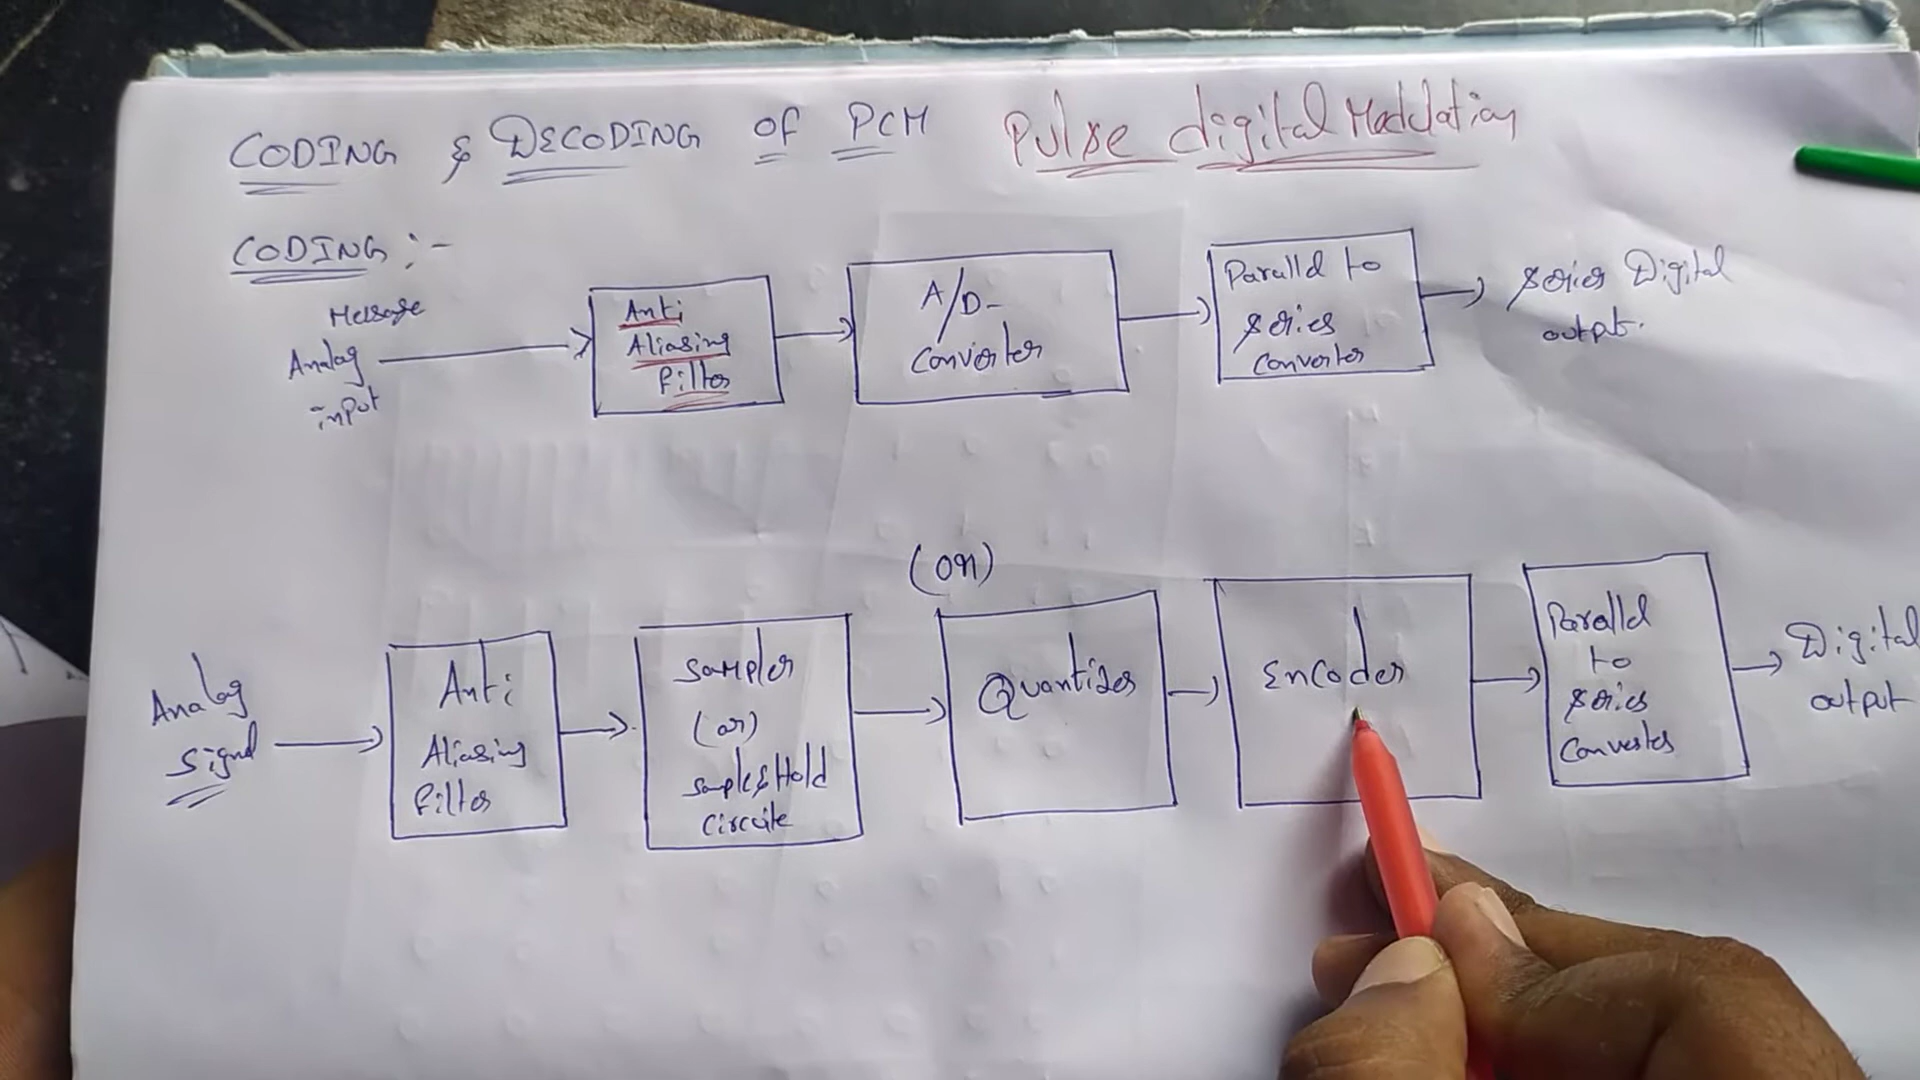 CODING & DECODING OF PCM Pulse digital Modulation
CODING :-
Message
Analog
input
Anti
Aliasing
filter
A/D-
Converter
Parallel to
series
Converter
series Digital
output.
(or)
Analog
Signal
Anti
Aliasing
filter
Sampler
(or)
Sample & Hold
Circuite
Quantizer
Encoder
Parallel
to
series
Converter
Digital
output